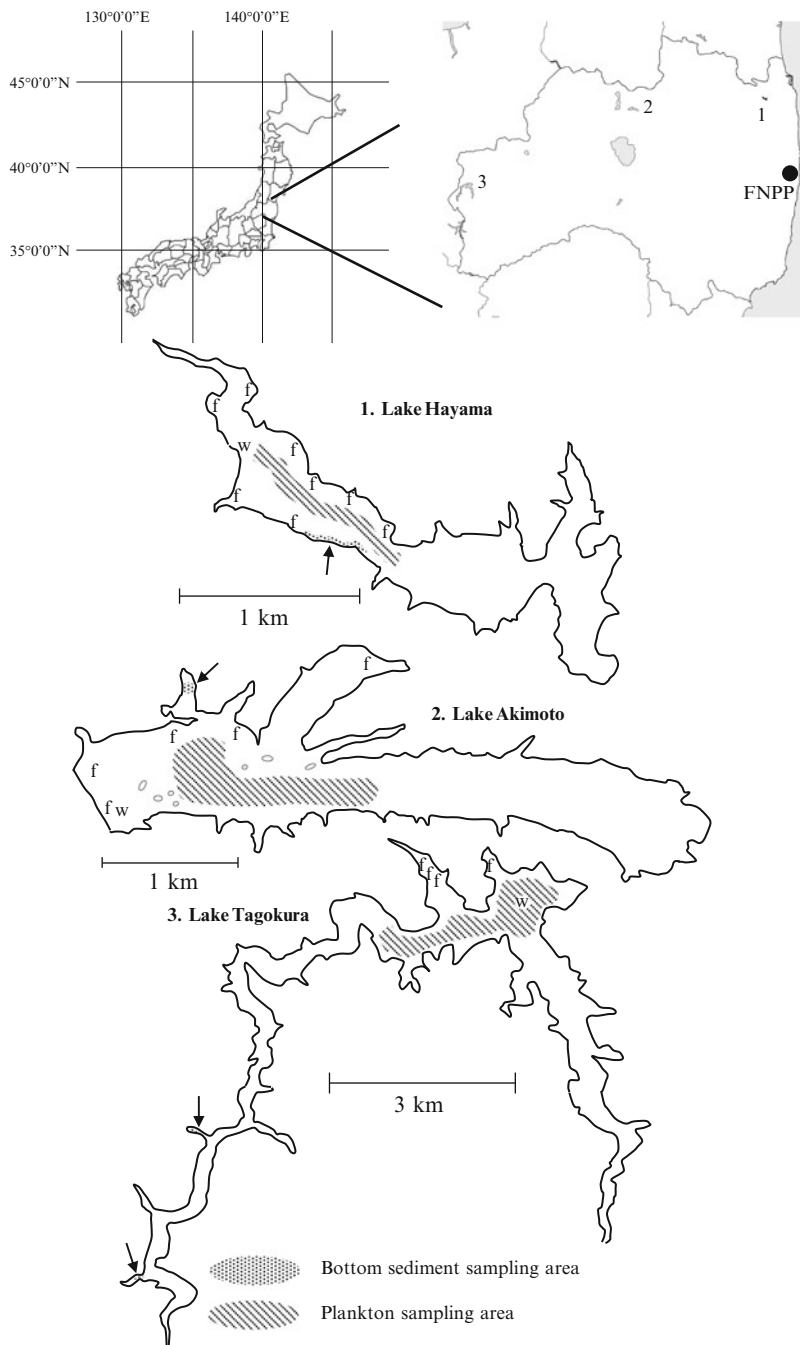 130°0'0"E 140°0'0"E
45°0'0"N
40°0'0"N
35°0'0"N
2
1
3
FNPP
1. Lake Hayama
f
f
w
f
f
f
f
f
f
1 km
2. Lake Akimoto
f
f
f
f
f w
1 km
3. Lake Tagokura
f
f
f
f
w
3 km
Bottom sediment sampling area
Plankton sampling area